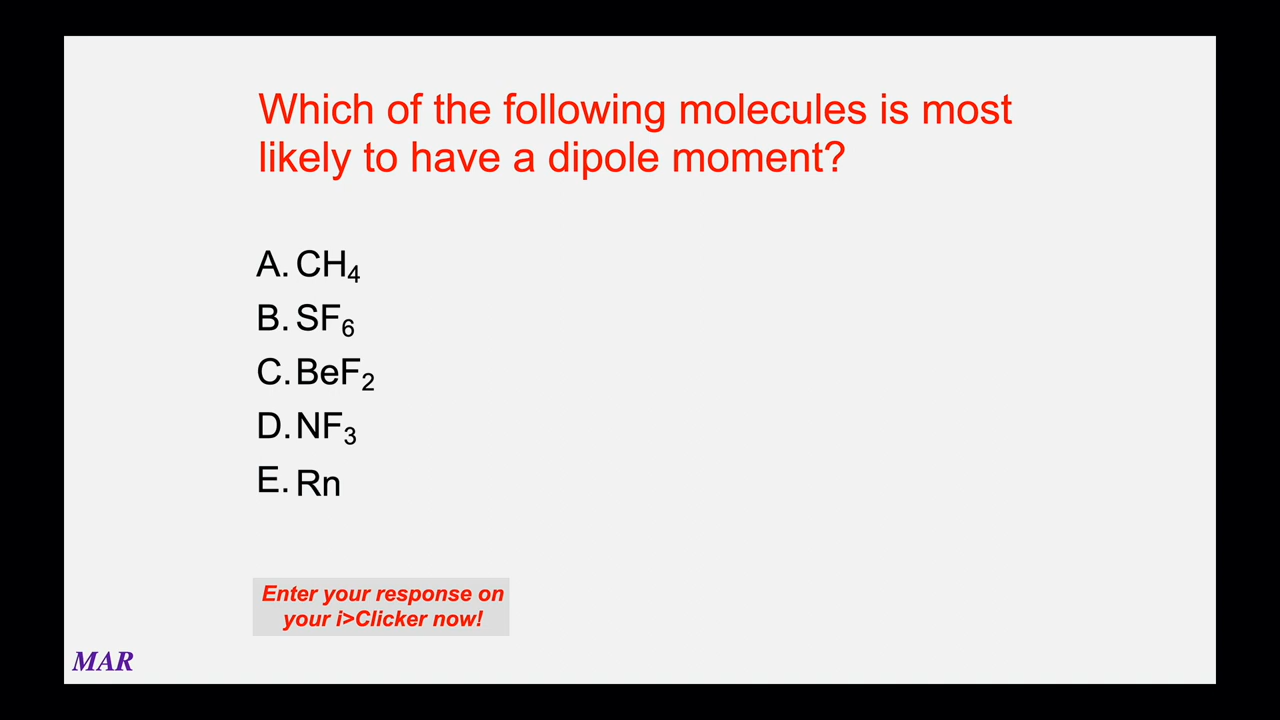 Which of the following molecules is most
likely to have a dipole moment?
A. CH₄
B. SF₆
C. BeF₂
D. NF₃
E. Rn
Enter your response on
your i>Clicker now!
MAR